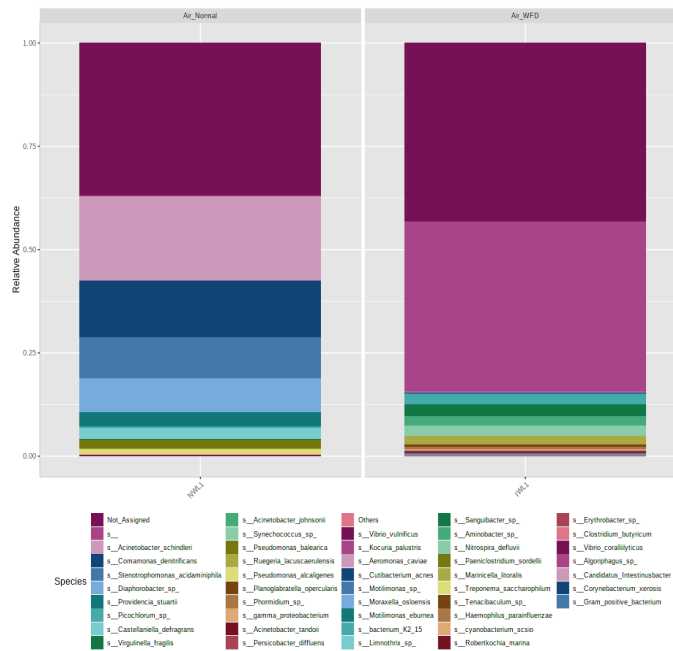 Air_Normal
Air_WFD
1.00
0.75
0.50
0.25
0.00
Relative Abundance
NWL1
IWL1
Species
Not_Assigned
s__
s__Acinetobacter_schindleri
s__Comamonas_denitrificans
s__Stenotrophomonas_acidaminiphila
s__Diaphorobacter_sp_
s__Providencia_stuartii
s__Picochlorum_sp_
s__Castellaniella_defragrans
s__Virgulinella_fragilis
s__Acinetobacter_johnsonii
s__Synechococcus_sp_
s__Pseudomonas_balearica
s__Ruegeria_lacuscaerulensis
s__Pseudomonas_alcaligenes
s__Planoglabratella_opercularis
s__Phormidium_sp_
s__gamma_proteobacterium
s__Acinetobacter_tandoii
s__Persicobacter_diffluens
Others
s__Vibrio_vulnificus
s__Kocuria_palustris
s__Aeromonas_caviae
s__Cutibacterium_acnes
s__Motilimonas_sp_
s__Moraxella_osloensis
s__Motilimonas_eburnea
s__bacterium_K2_15
s__Limnothrix_sp_
s__Sanguibacter_sp_
s__Aminobacter_sp_
s__Nitrospira_defluvii
s__Paeniclostridium_sordellii
s__Marinicella_litoralis
s__Treponema_saccharophilum
s__Tenacibaculum_sp_
s__Haemophilus_parainfluenzae
s__cyanobacterium_scsio
s__Robertkochia_marina
s__Erythrobacter_sp_
s__Clostridium_butyricum
s__Vibrio_coralliilyticus
s__Algoriphagus_sp_
s__Candidatus_Intestinusbacter
s__Corynebacterium_xerosis
s__Gram_positive_bacterium